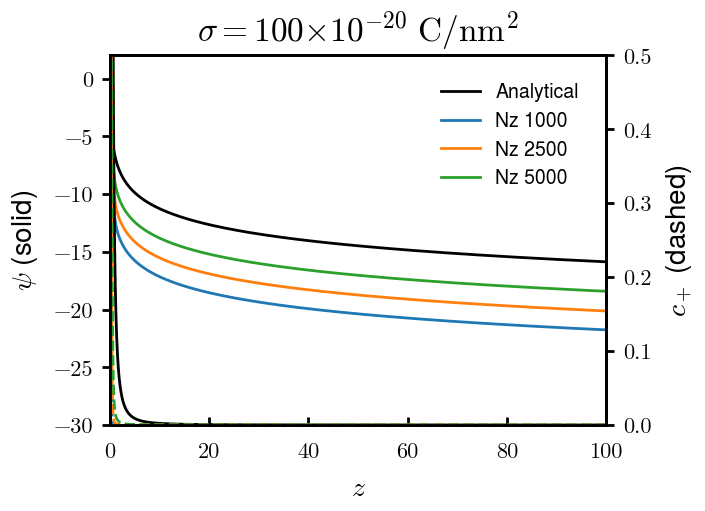 σ = 100×10⁻²⁰ C/nm²
ψ (solid)
0
−5
−10
−15
−20
−25
−30
Analytical
Nz 1000
Nz 2500
Nz 5000
0.5
0.4
0.3
0.2
0.1
0.0
c₊ (dashed)
0 20 40 60 80 100
z